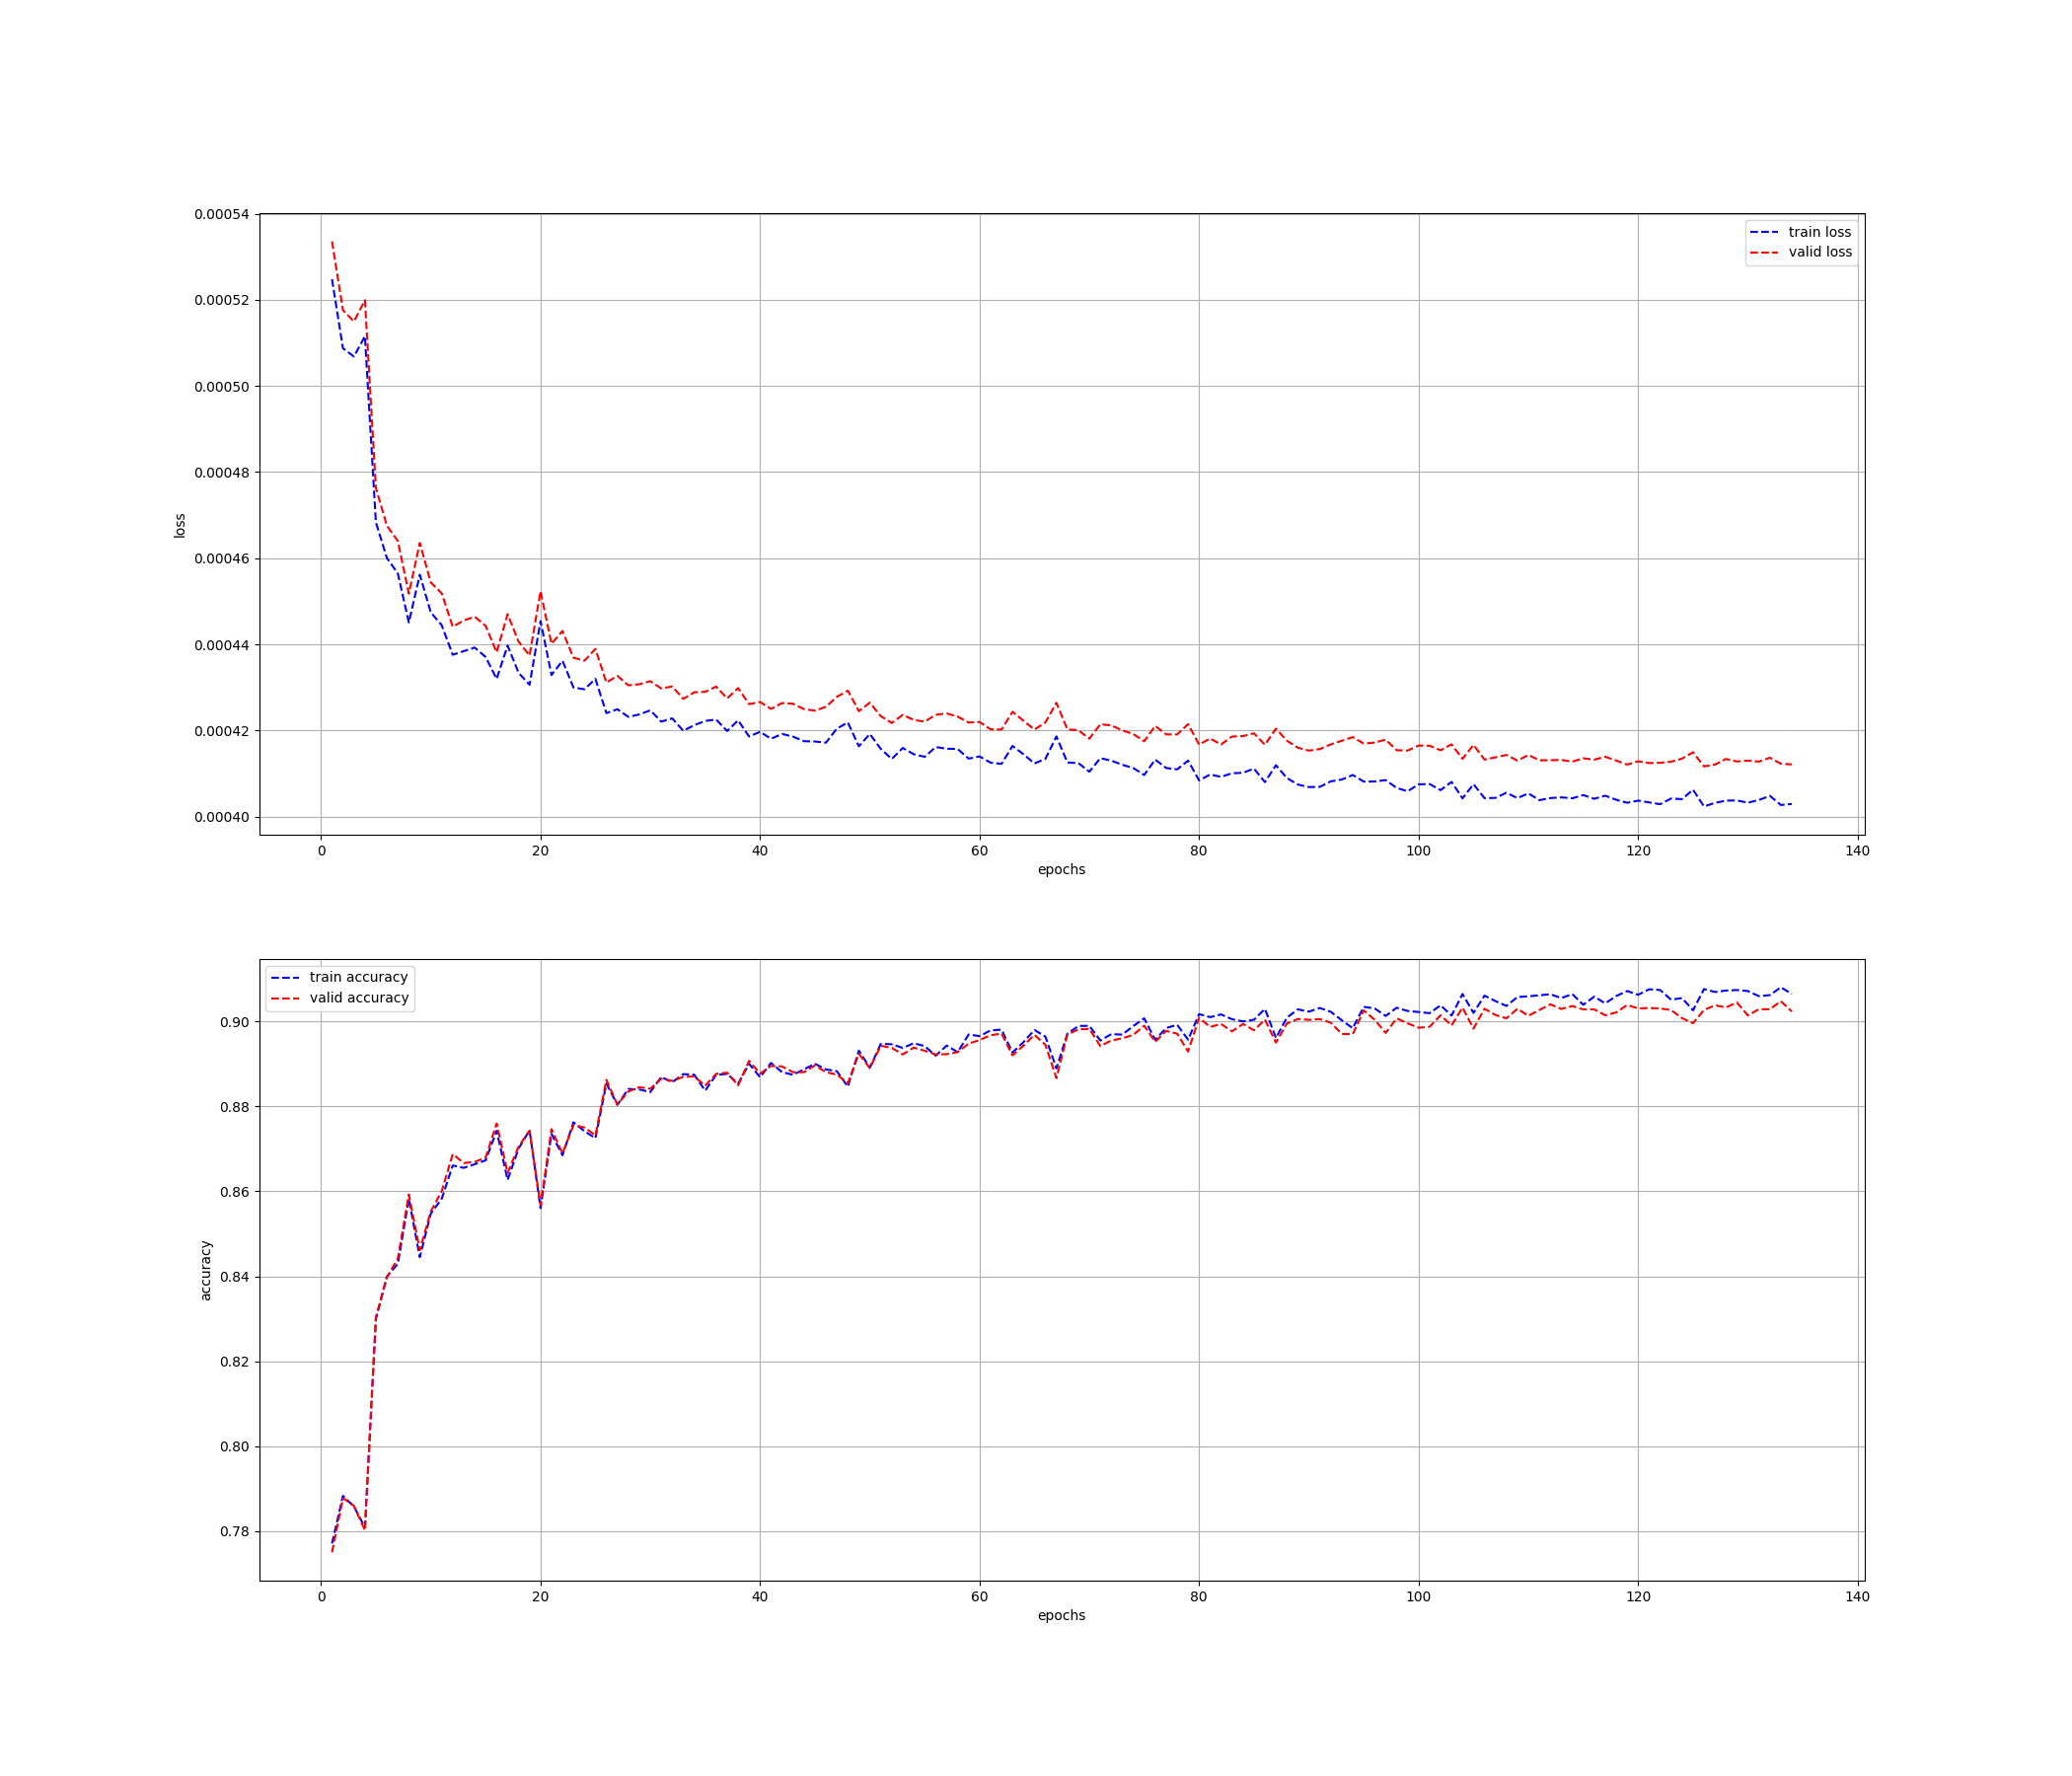 0.00054
train loss
valid loss
0.00052
0.00050
0.00048
loss
0.00046
0.00044
0.00042
0.00040
0 20 40 60 80 100 120 140
epochs
train accuracy
valid accuracy
0.90
0.88
0.86
accuracy
0.84
0.82
0.80
0.78
0 20 40 60 80 100 120 140
epochs